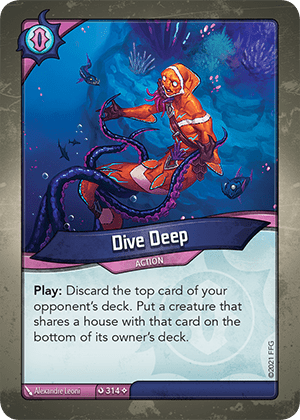 Dive Deep
ACTION
Play: Discard the top card of your
opponent's deck. Put a creature that
shares a house with that card on the
bottom of its owner's deck.
Alexandre Leoni
314
©2021 FFG